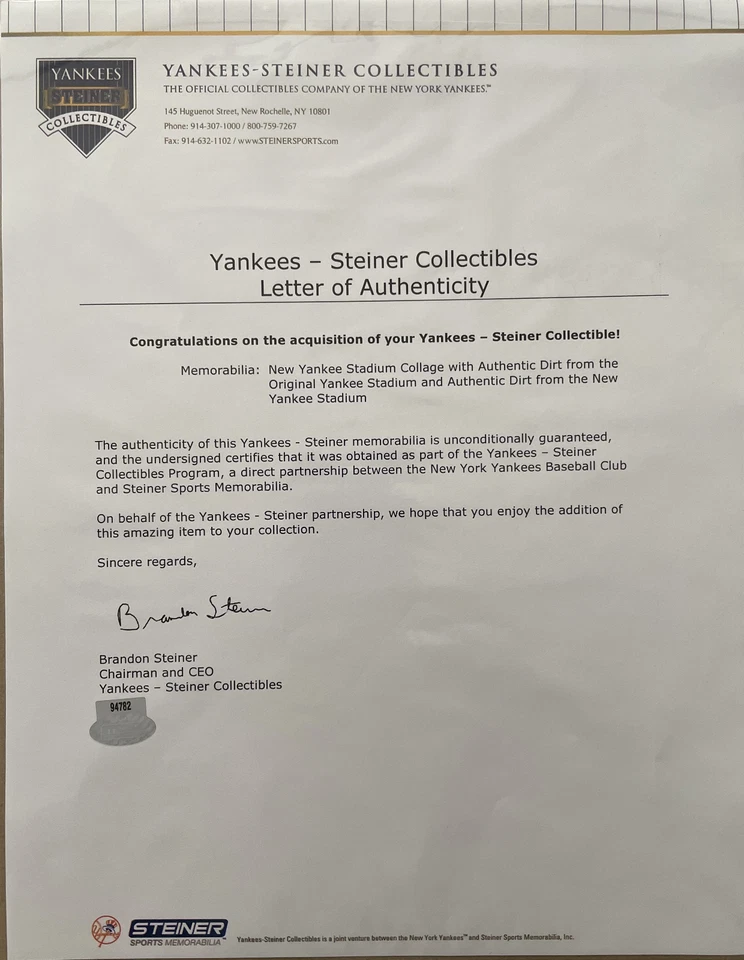 YANKEES
STEINER
COLLECTIBLES
YANKEES-STEINER COLLECTIBLES
THE OFFICIAL COLLECTIBLES COMPANY OF THE NEW YORK YANKEES.™
145 Huguenot Street, New Rochelle, NY 10801
Phone: 914-307-1000 / 800-759-7267
Fax: 914-632-1102 / www.STEINERSPORTS.com
Yankees – Steiner Collectibles
Letter of Authenticity
Congratulations on the acquisition of your Yankees – Steiner Collectible!
Memorabilia: New Yankee Stadium Collage with Authentic Dirt from the
Original Yankee Stadium and Authentic Dirt from the New
Yankee Stadium
The authenticity of this Yankees - Steiner memorabilia is unconditionally guaranteed,
and the undersigned certifies that it was obtained as part of the Yankees – Steiner
Collectibles Program, a direct partnership between the New York Yankees Baseball Club
and Steiner Sports Memorabilia.
On behalf of the Yankees - Steiner partnership, we hope that you enjoy the addition of
this amazing item to your collection.
Sincere regards,
Brandon Steiner
Brandon Steiner
Chairman and CEO
Yankees – Steiner Collectibles
94782
STEINER
SPORTS MEMORABILIA™
Yankees-Steiner Collectibles is a joint venture between the New York Yankees™ and Steiner Sports Memorabilia, Inc.